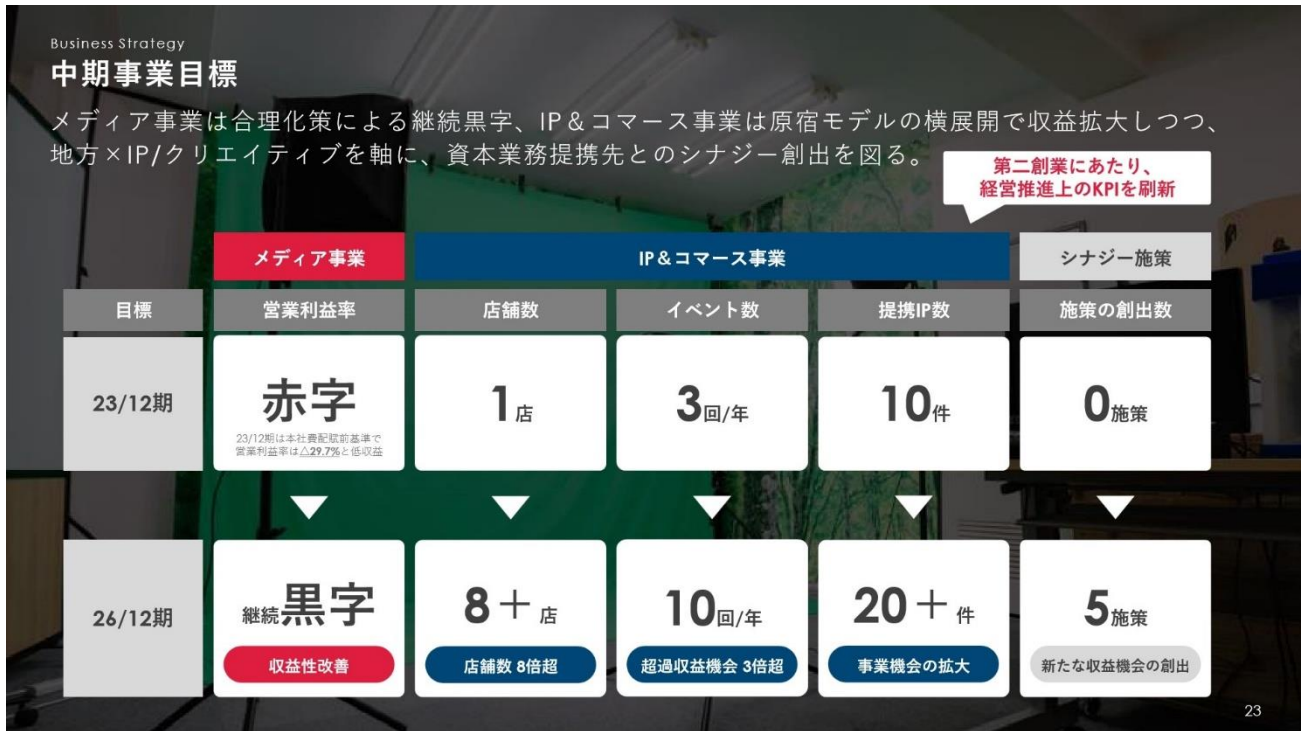 Business Strategy
中期事業目標
メディア事業は合理化策による継続黒字、IP&コマース事業は原宿モデルの横展開で収益拡大しつつ、
地方×IP/クリエイティブを軸に、資本業務提携先とのシナジー創出を図る。
第二創業にあたり、
経営推進上のKPIを刷新
メディア事業 IP&コマース事業 シナジー施策
目標 営業利益率 店舗数 イベント数 提携IP数 施策の創出数
23/12期 赤字 1店 3回/年 10件 0施策
23/12期は本社費配賦前基準で
営業利益率は△29.7%と低収益
26/12期 継続黒字 8+店 10回/年 20+件 5施策
収益性改善 店舗数 8倍超 超過収益機会 3倍超 事業機会の拡大 新たな収益機会の創出
23